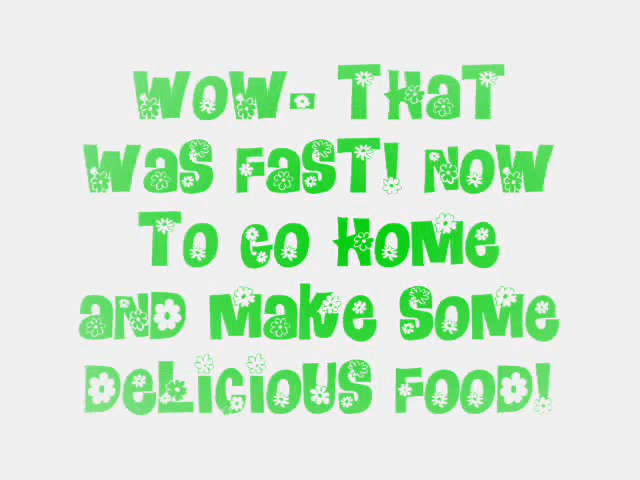 WOW- THAT
WAS FAST! NOW
TO GO HOME
AND MAKE SOME
DELICIOUS FOOD!